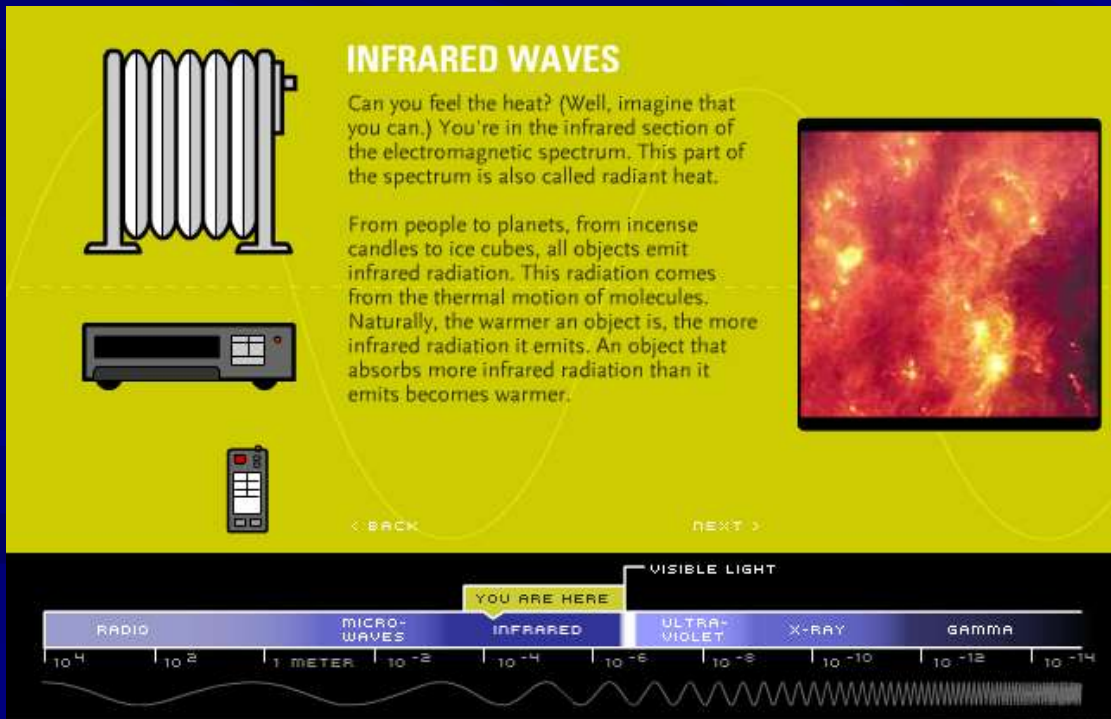 INFRARED WAVES
Can you feel the heat? (Well, imagine that
you can.) You're in the infrared section of
the electromagnetic spectrum. This part of
the spectrum is also called radiant heat.
From people to planets, from incense
candles to ice cubes, all objects emit
infrared radiation. This radiation comes
from the thermal motion of molecules.
Naturally, the warmer an object is, the more
infrared radiation it emits. An object that
absorbs more infrared radiation than it
emits becomes warmer.
< BACK NEXT >
VISIBLE LIGHT
YOU ARE HERE
RADIO MICRO-WAVES INFRARED ULTRA-VIOLET X-RAY GAMMA
10⁴ 10² 1 METER 10⁻² 10⁻⁴ 10⁻⁶ 10⁻⁸ 10⁻¹⁰ 10⁻¹² 10⁻¹⁴